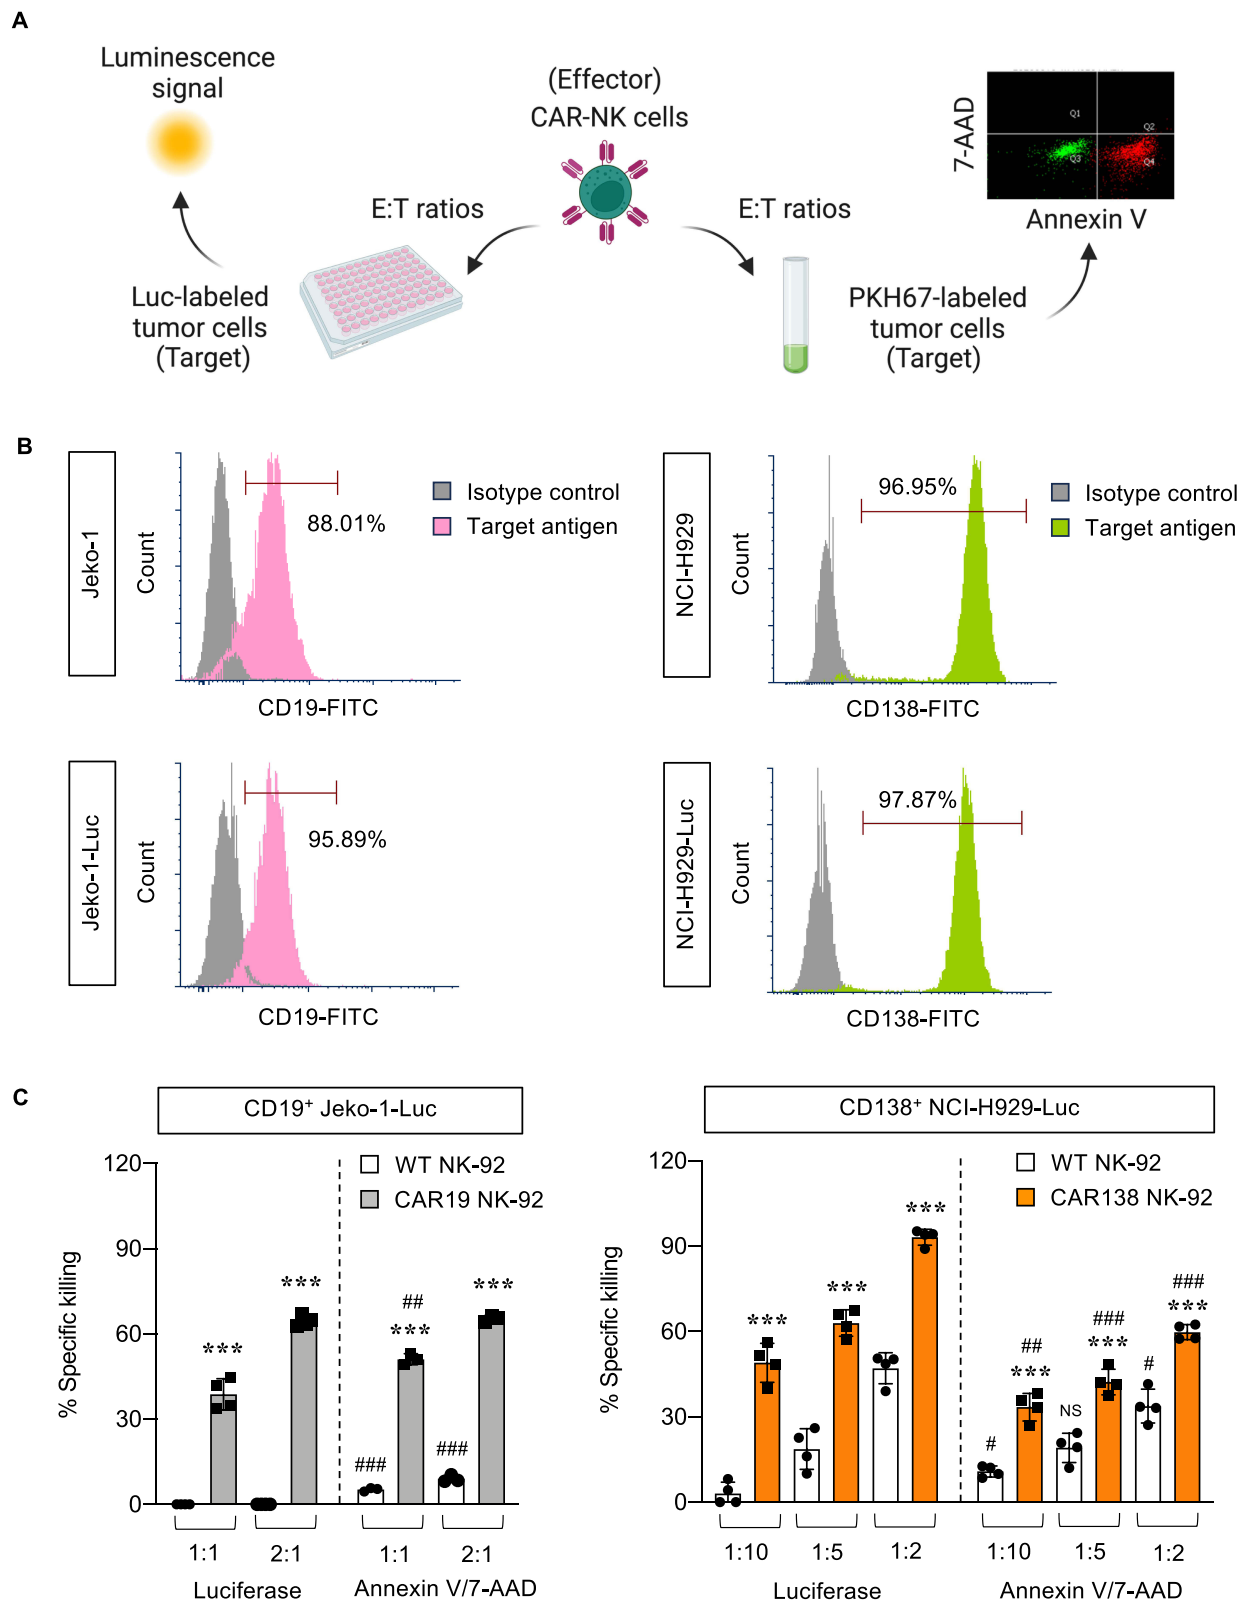 A
Luminescence
signal
(Effector)
CAR-NK cells
7-AAD
Q1
Q2
Q3
Q4
Annexin V
E:T ratios
E:T ratios
Luc-labeled
tumor cells
(Target)
PKH67-labeled
tumor cells
(Target)
B
Jeko-1
Count
88.01%
Isotype control
Target antigen
CD19-FITC
NCI-H929
Count
96.95%
Isotype control
Target antigen
CD138-FITC
Jeko-1-Luc
Count
95.89%
CD19-FITC
NCI-H929-Luc
Count
97.87%
CD138-FITC
C
CD19+ Jeko-1-Luc
WT NK-92
CAR19 NK-92
% Specific killing
120
90
60
30
0
***
***
###
##
***
###
***
1:1
2:1
1:1
2:1
Luciferase
Annexin V/7-AAD
CD138+ NCI-H929-Luc
WT NK-92
CAR138 NK-92
% Specific killing
120
90
60
30
0
***
***
***
#
##
***
NS
###
***
#
###
***
1:10
1:5
1:2
1:10
1:5
1:2
Luciferase
Annexin V/7-AAD